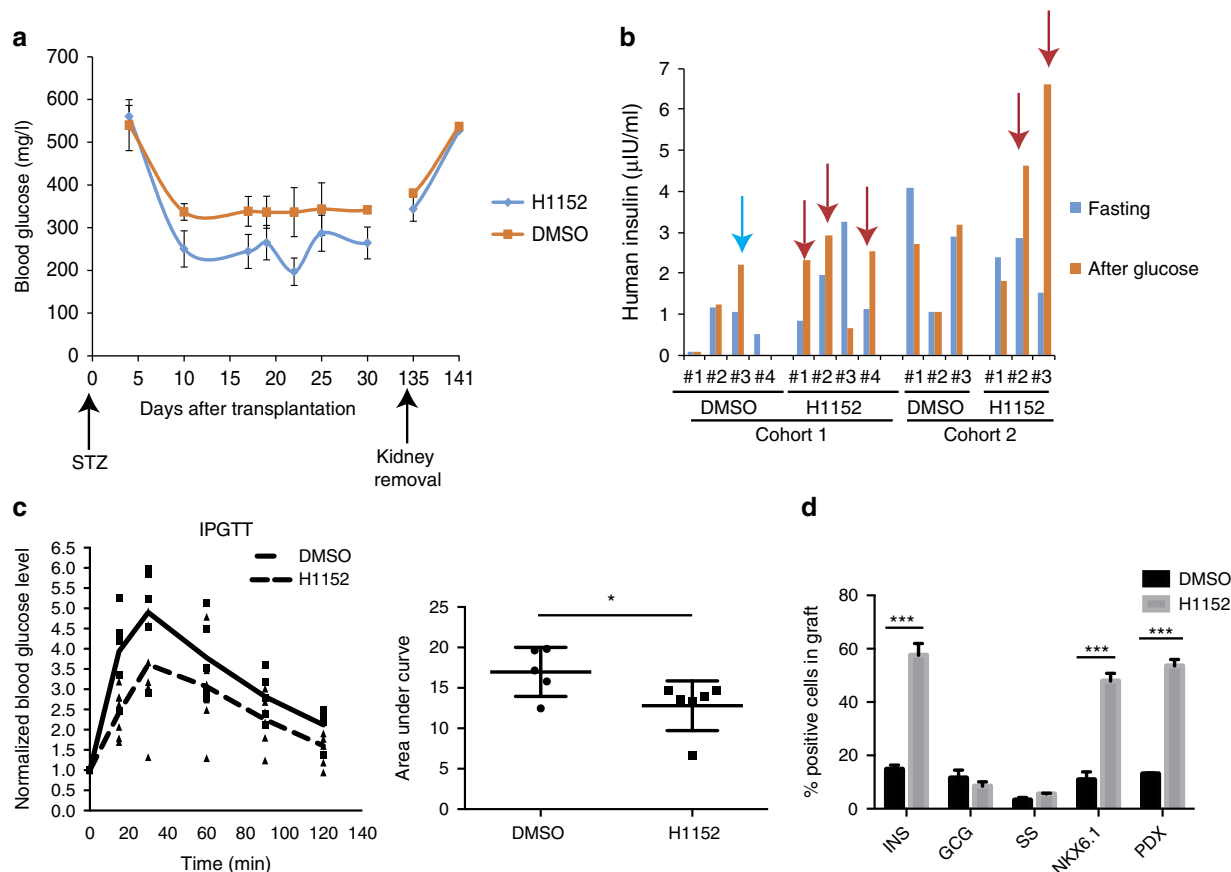 a
700
600
500
400
300
200
100
0
Blood glucose (mg/l)
0 5 10 15 20 25 30 135 141
Days after transplantation
STZ
Kidney
removal
H1152
DMSO
b
7
6
5
4
3
2
1
0
Human insulin (µIU/ml)
#1 #2 #3 #4 #1 #2 #3 #4 #1 #2 #3 #1 #2 #3
DMSO H1152 DMSO H1152
Cohort 1 Cohort 2
Fasting
After glucose
c
IPGTT
DMSO
H1152
6.5
6.0
5.5
5.0
4.5
4.0
3.5
3.0
2.5
2.0
1.5
1.0
0.5
0.0
Normalized blood glucose level
0 20 40 60 80 100 120 140
Time (min)
*
25
20
15
10
5
0
Area under curve
DMSO H1152
d
DMSO
H1152
80
60
40
20
0
% positive cells in graft
*** *** ***
INS GCG SS NKX6.1 PDX